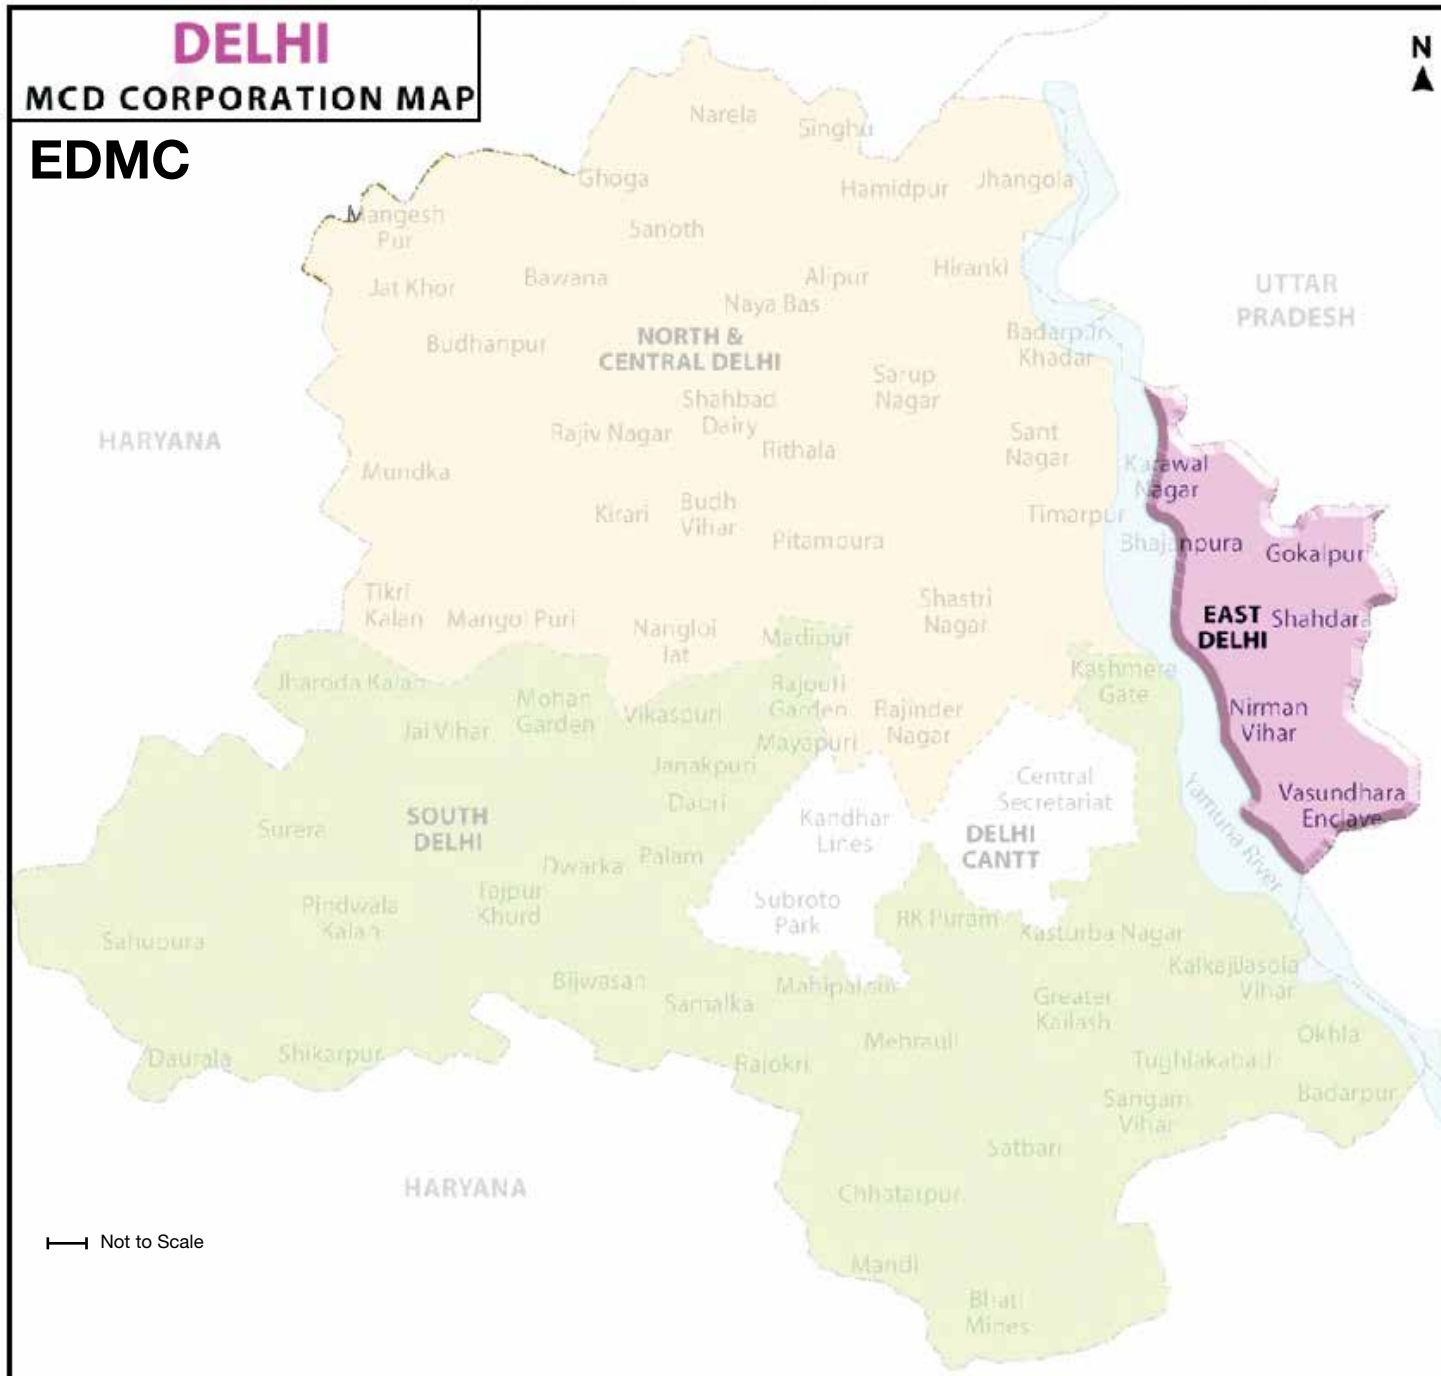 DELHI
MCD CORPORATION MAP
EDMC
N
Narela
Singhu
Ghoga
Hamidpur
Jhangola
Mangesh
Pur
Sanoth
Jat Khor
Bawana
Alipur
Hiranki
Naya Bas
UTTAR
PRADESH
Budhanpur
NORTH &
CENTRAL DELHI
Badarpur
Khadar
Sarup
Nagar
Shahbad
Dairy
HARYANA
Rajiv Nagar
Rithala
Sant
Nagar
Mundka
Karawal
Nagar
Kirari
Budh
Vihar
Timarpur
Pitampura
Bhajanpura
Gokalpur
Tikri
Kalan
Mangol Puri
Nangloi
Jat
Madipur
Shastri
Nagar
EAST
DELHI
Shahdara
Jharoda Kalan
Mohan
Garden
Rajouri
Garden
Kashmere
Gate
Jai Vihar
Vikaspuri
Rajinder
Nagar
Nirman
Vihar
Mayapuri
Janakpuri
Dabri
Central
Secretariat
Vasundhara
Enclave
SOUTH
DELHI
Surera
Kandhar
Lines
DELHI
CANTT
Yamuna River
Dwarka
Palam
Tajpur
Khurd
Pindwala
Kalan
Subroto
Park
RK Puram
Kasturba Nagar
Sahupura
Kalkaji
Jasola
Vihar
Bijwasan
Samalka
Mahipalpur
Greater
Kailash
Okhla
Daurala
Shikarpur
Rajokri
Mehrauli
Tughlakabad
Sangam
Vihar
Badarpur
Satbari
HARYANA
Chhatarpur
Not to Scale
Mandi
Bhati
Mines